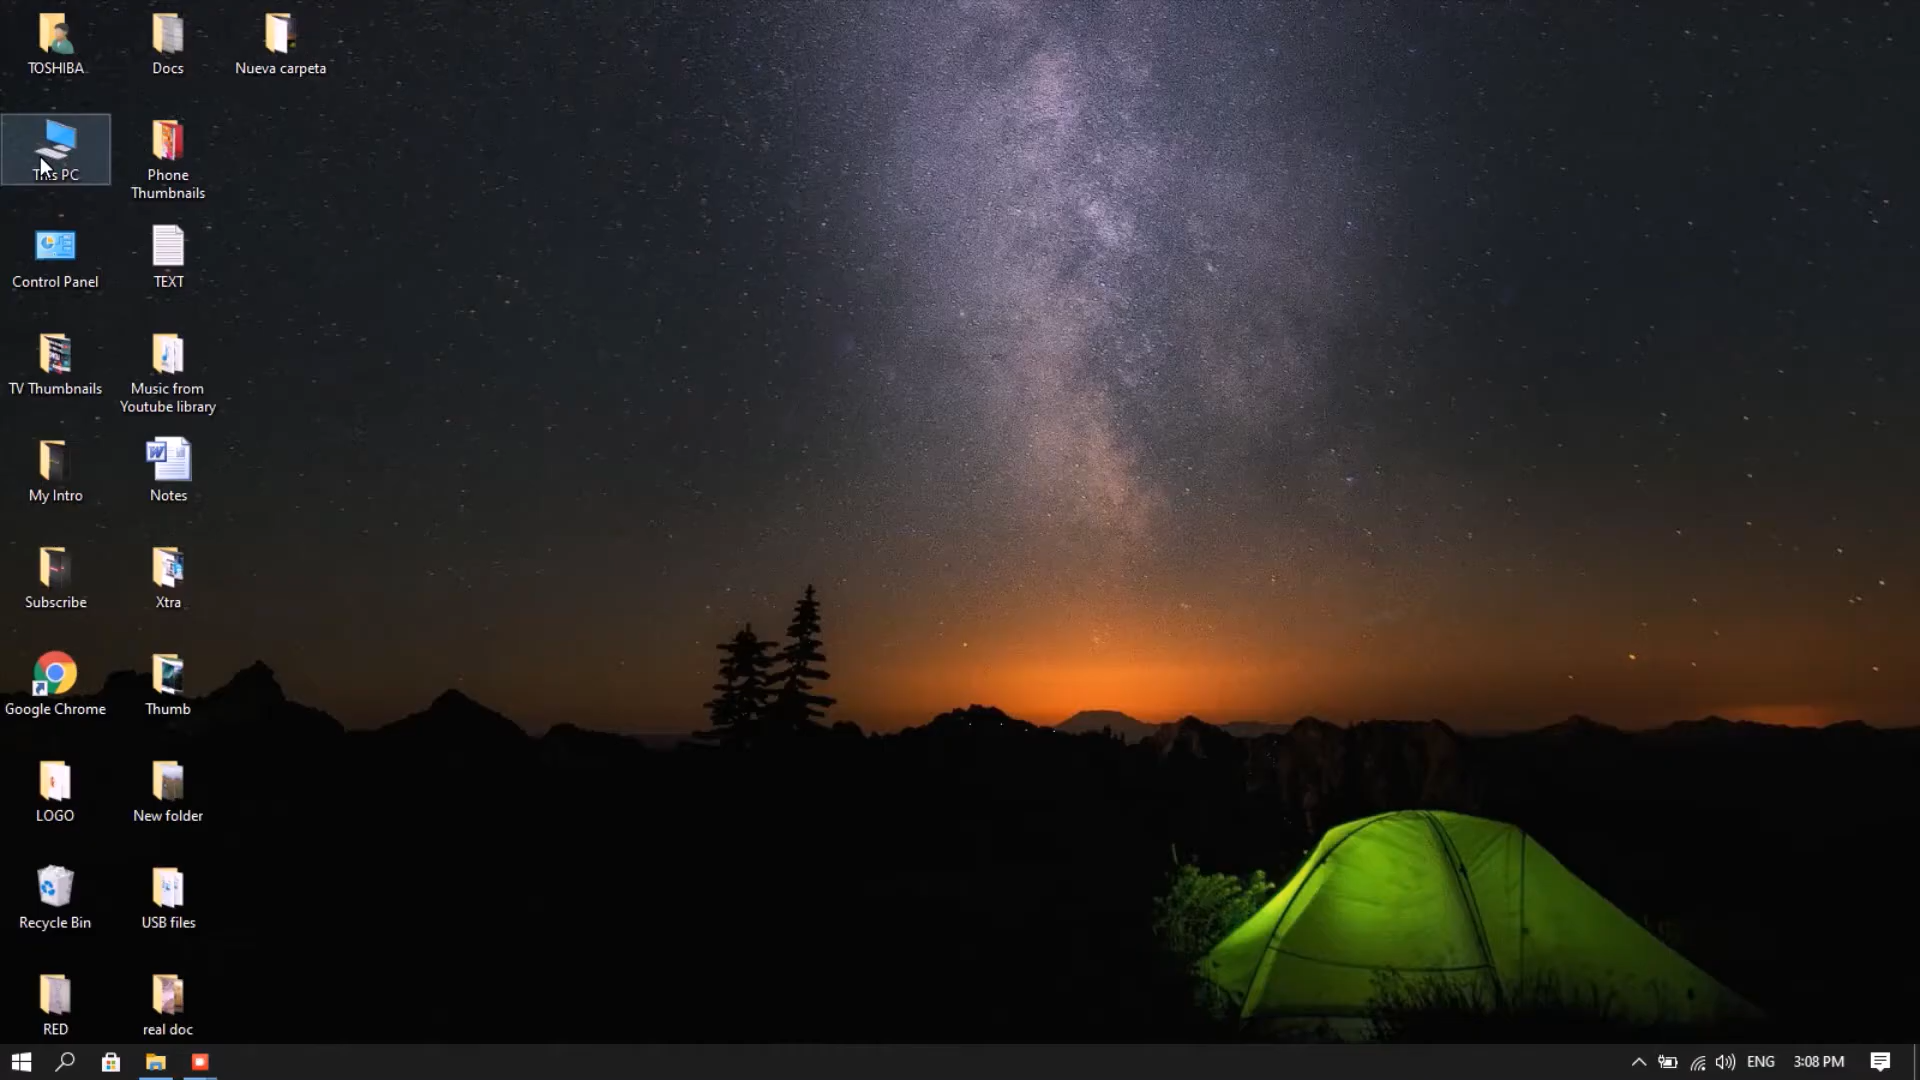 TOSHIBA
Docs
Nueva carpeta
This PC
Phone
Thumbnails
Control Panel
TEXT
TV Thumbnails
Music from
Youtube library
My Intro
Notes
Subscribe
Xtra
Google Chrome
Thumb
LOGO
New folder
Recycle Bin
USB files
RED
real doc
ENG
3:08 PM